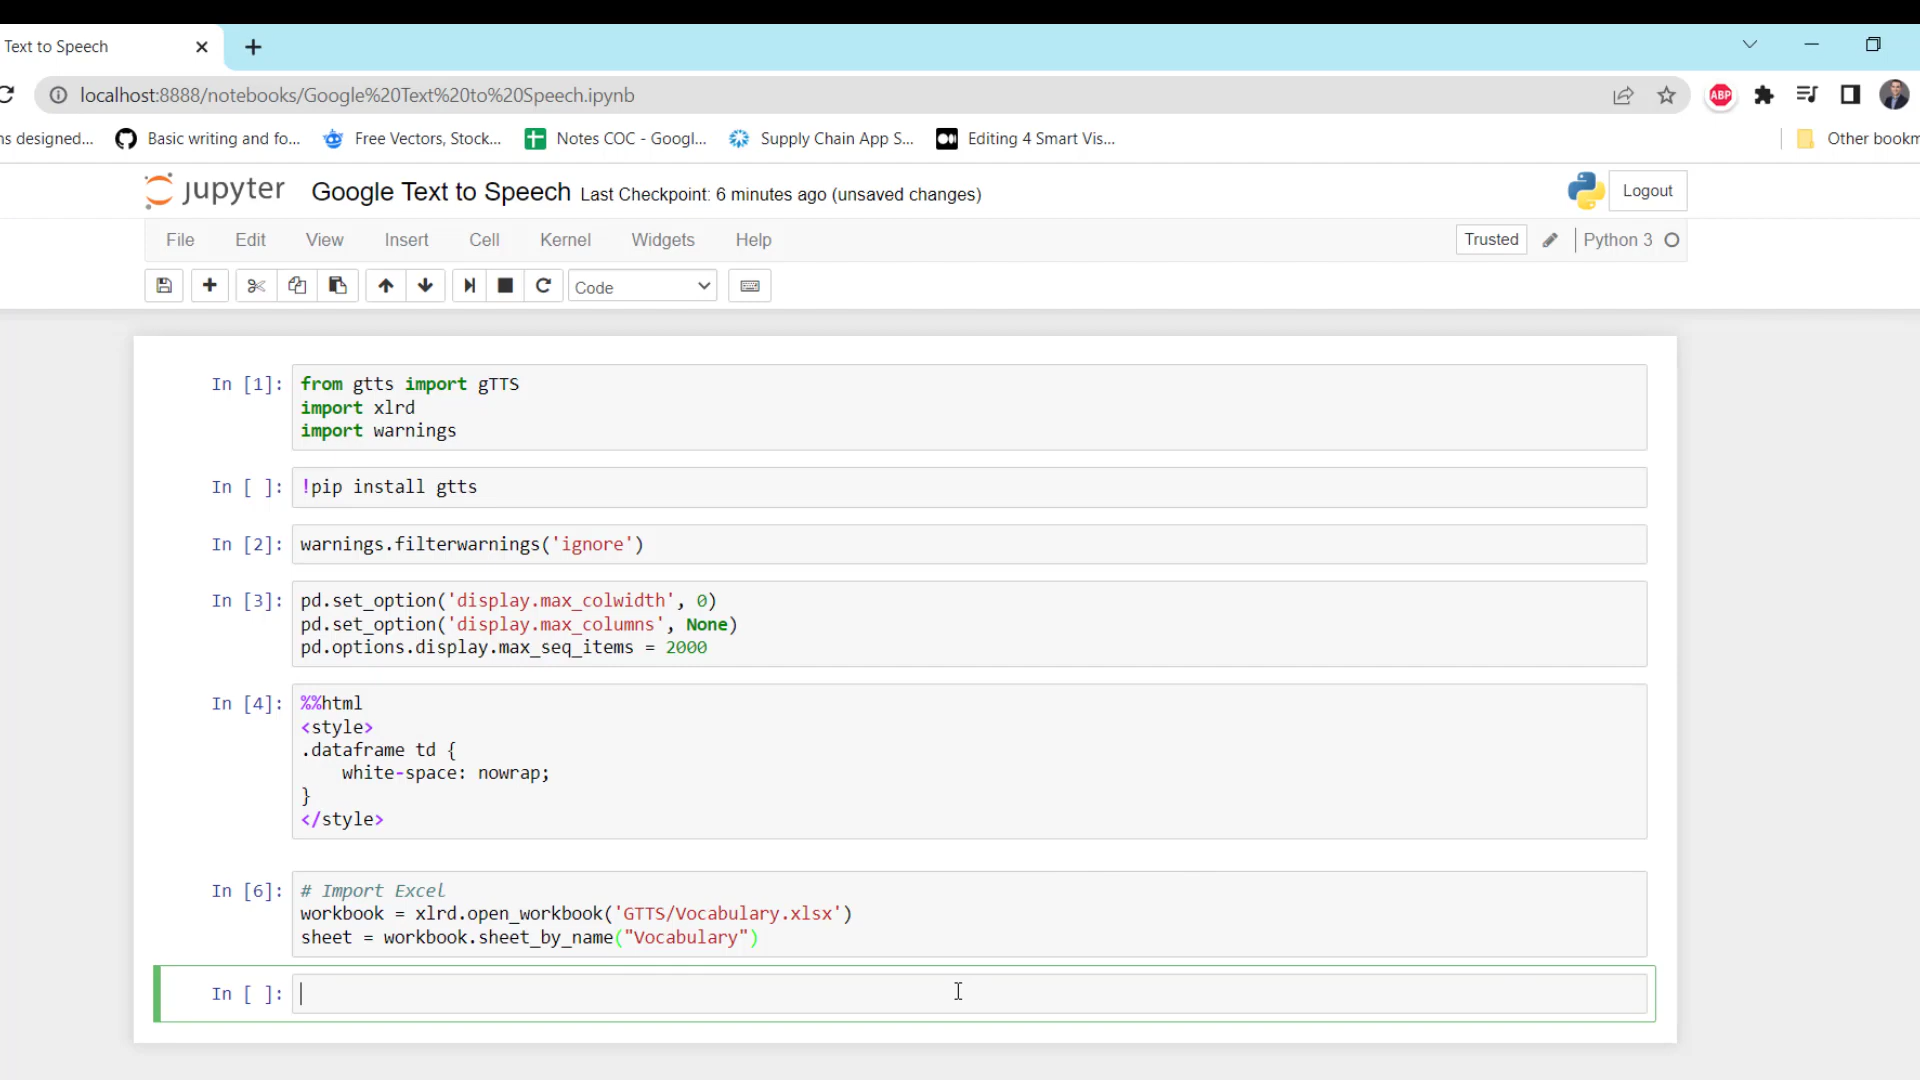 Text to Speech
localhost:8888/notebooks/Google%20Text%20to%20Speech.ipynb
ABP
ns designed... Basic writing and fo... Free Vectors, Stock... Notes COC - Googl... Supply Chain App S... Editing 4 Smart Vis... Other bookm
jupyter Google Text to Speech Last Checkpoint: 6 minutes ago (unsaved changes) Logout
File Edit View Insert Cell Kernel Widgets Help Trusted Python 3
Code
In [1]: from gtts import gTTS
import xlrd
import warnings
In [ ]: !pip install gtts
In [2]: warnings.filterwarnings('ignore')
In [3]: pd.set_option('display.max_colwidth', 0)
pd.set_option('display.max_columns', None)
pd.options.display.max_seq_items = 2000
In [4]: %%html
<style>
.dataframe td {
    white-space: nowrap;
}
</style>
In [6]: # Import Excel
workbook = xlrd.open_workbook('GTTS/Vocabulary.xlsx')
sheet = workbook.sheet_by_name("Vocabulary")
In [ ]: